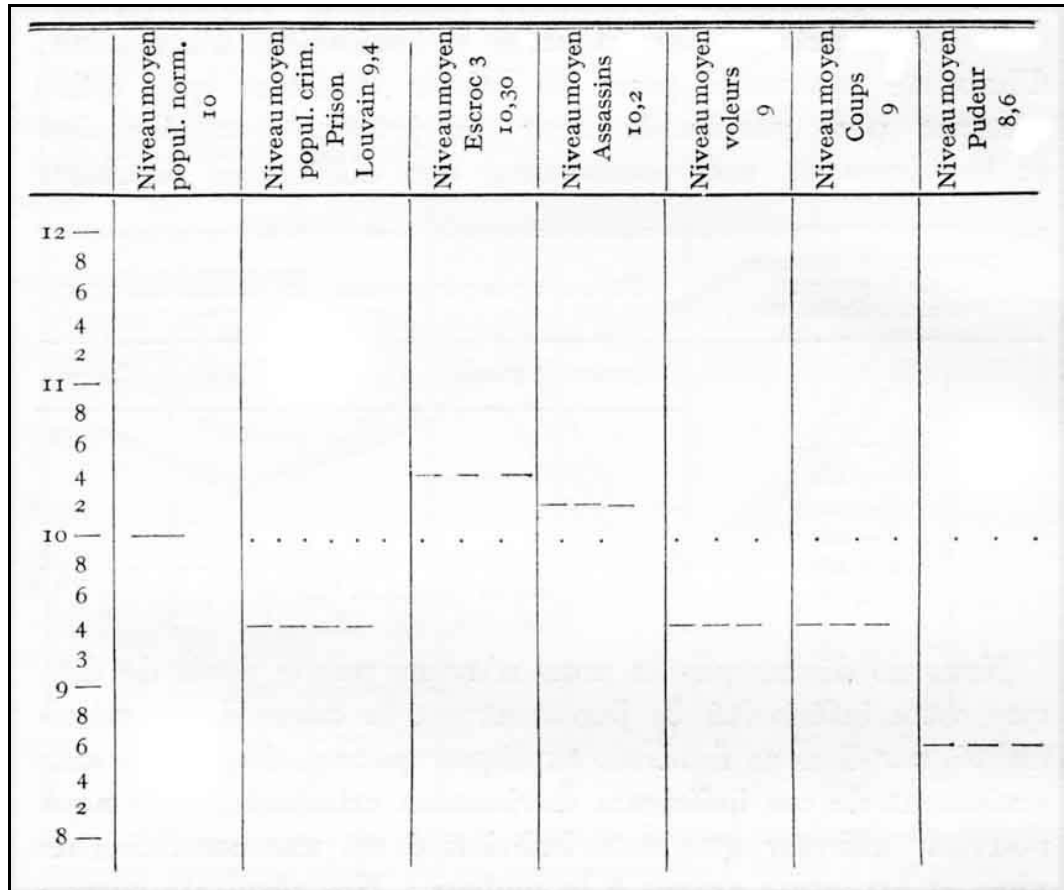 Niveau moyen
popul. norm.
10
Niveau moyen
popul. crim.
Prison
Louvain 9,4
Niveau moyen
Escroc 3
10,30
Niveau moyen
Assassins
10,2
Niveau moyen
voleurs
9
Niveau moyen
Coups
9
Niveau moyen
Pudeur
8,6
12
8
6
4
2
11
8
6
4
2
10
8
6
4
3
9
8
6
4
2
8